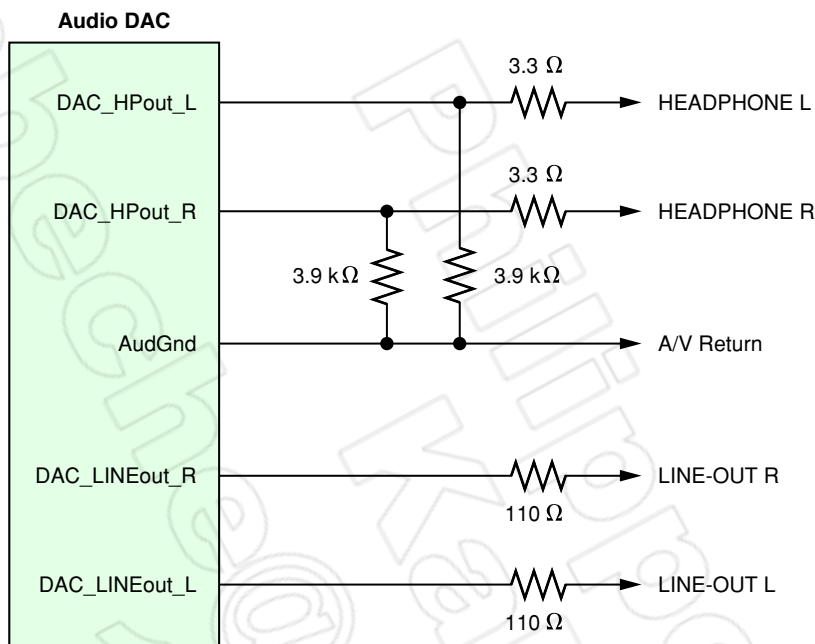 Audio DAC
3.3 Ω
DAC_HPout_L
HEADPHONE L
3.3 Ω
DAC_HPout_R
HEADPHONE R
3.9 kΩ
3.9 kΩ
AudGnd
A/V Return
DAC_LINEout_R
LINE-OUT R
110 Ω
DAC_LINEout_L
LINE-OUT L
110 Ω